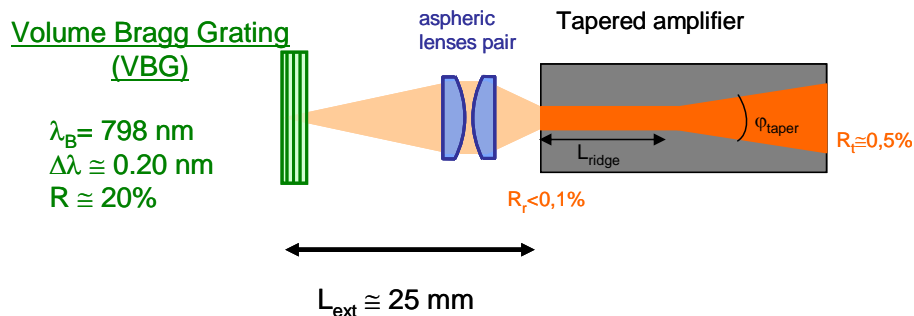 Volume Bragg Grating
(VBG)
λB= 798 nm
Δλ ≅ 0.20 nm
R ≅ 20%
aspheric
lenses pair
Tapered amplifier
φtaper
Lridge
Rt≅0,5%
Rr<0,1%
Lext ≅ 25 mm